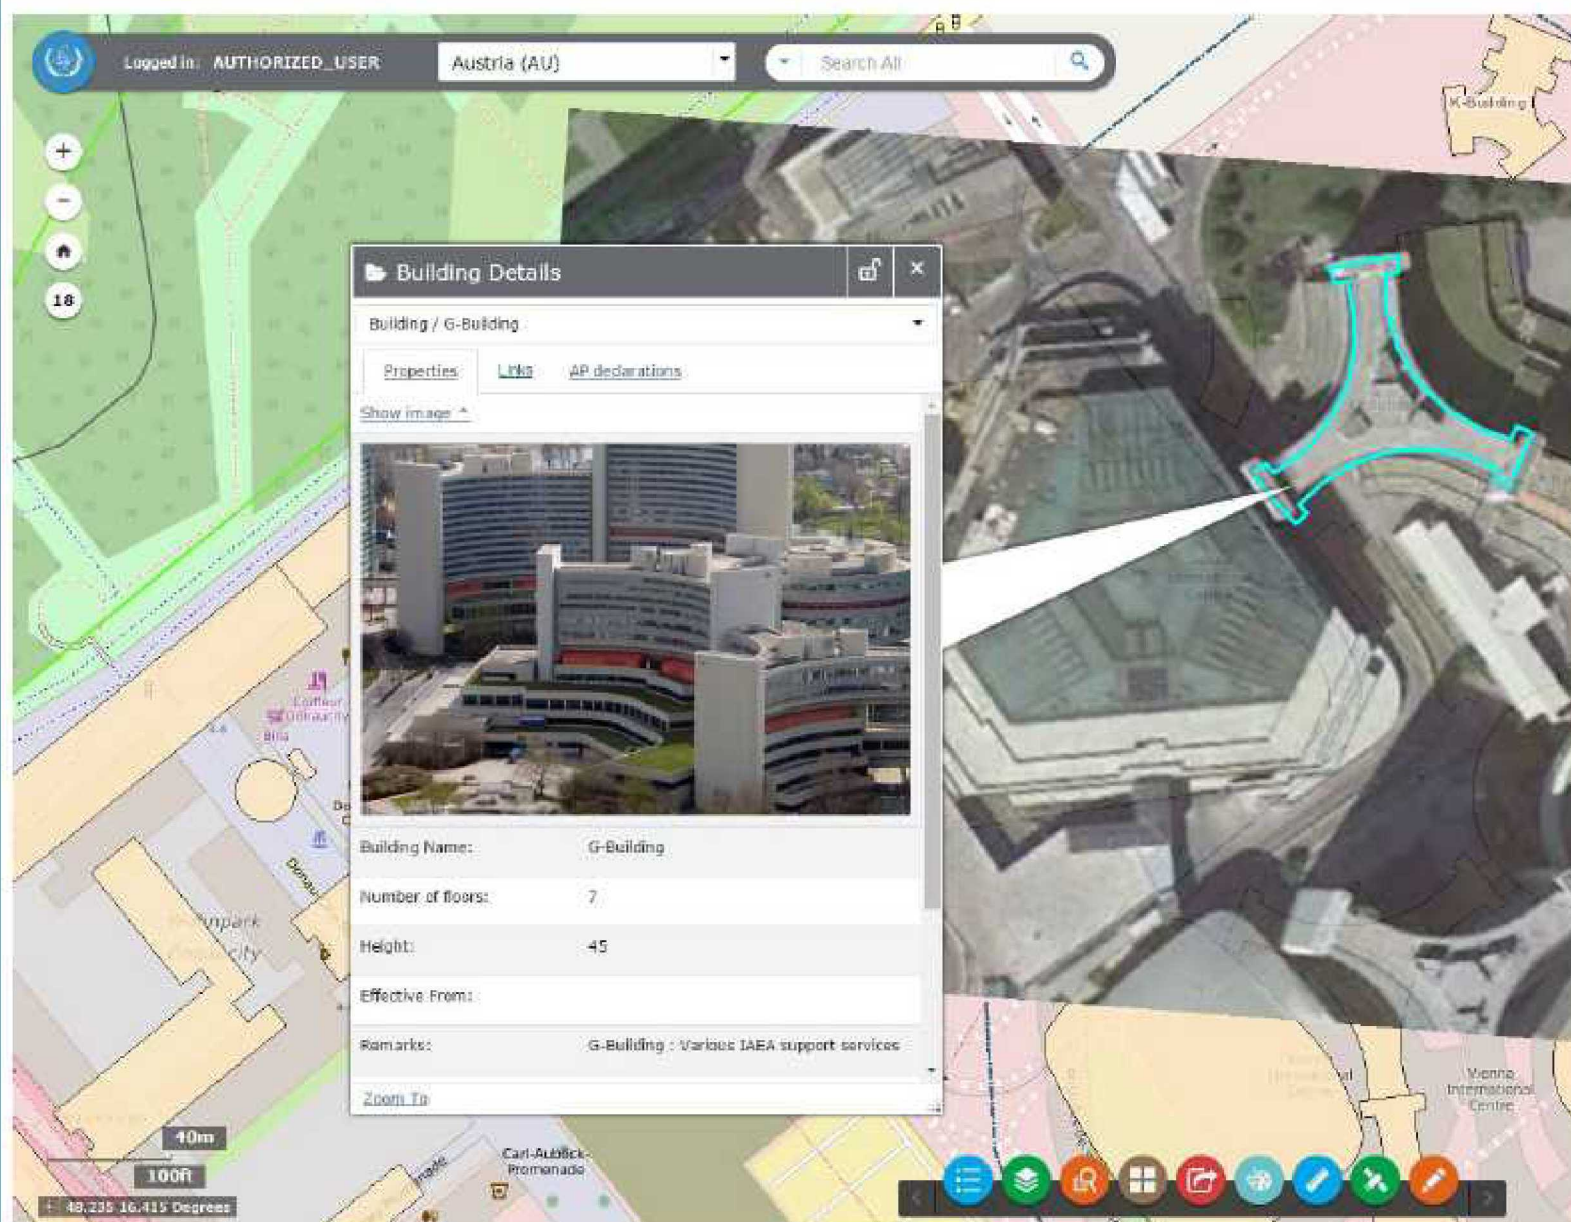 Logged in: AUTHORIZED_USER
Austria (AU)
Search All
K-Building
+
−
18
Building Details
Building / G-Building
Properties
Links
AP declarations
Show image
Building Name: G-Building
Number of floors: 7
Height: 45
Effective From:
Remarks: G-Building : Various IAEA support services
Zoom To
Billa
city
Vienna
International
Centre
Carl-Auböck-
Promenade
40m
100ft
48.235 16.415 Degrees